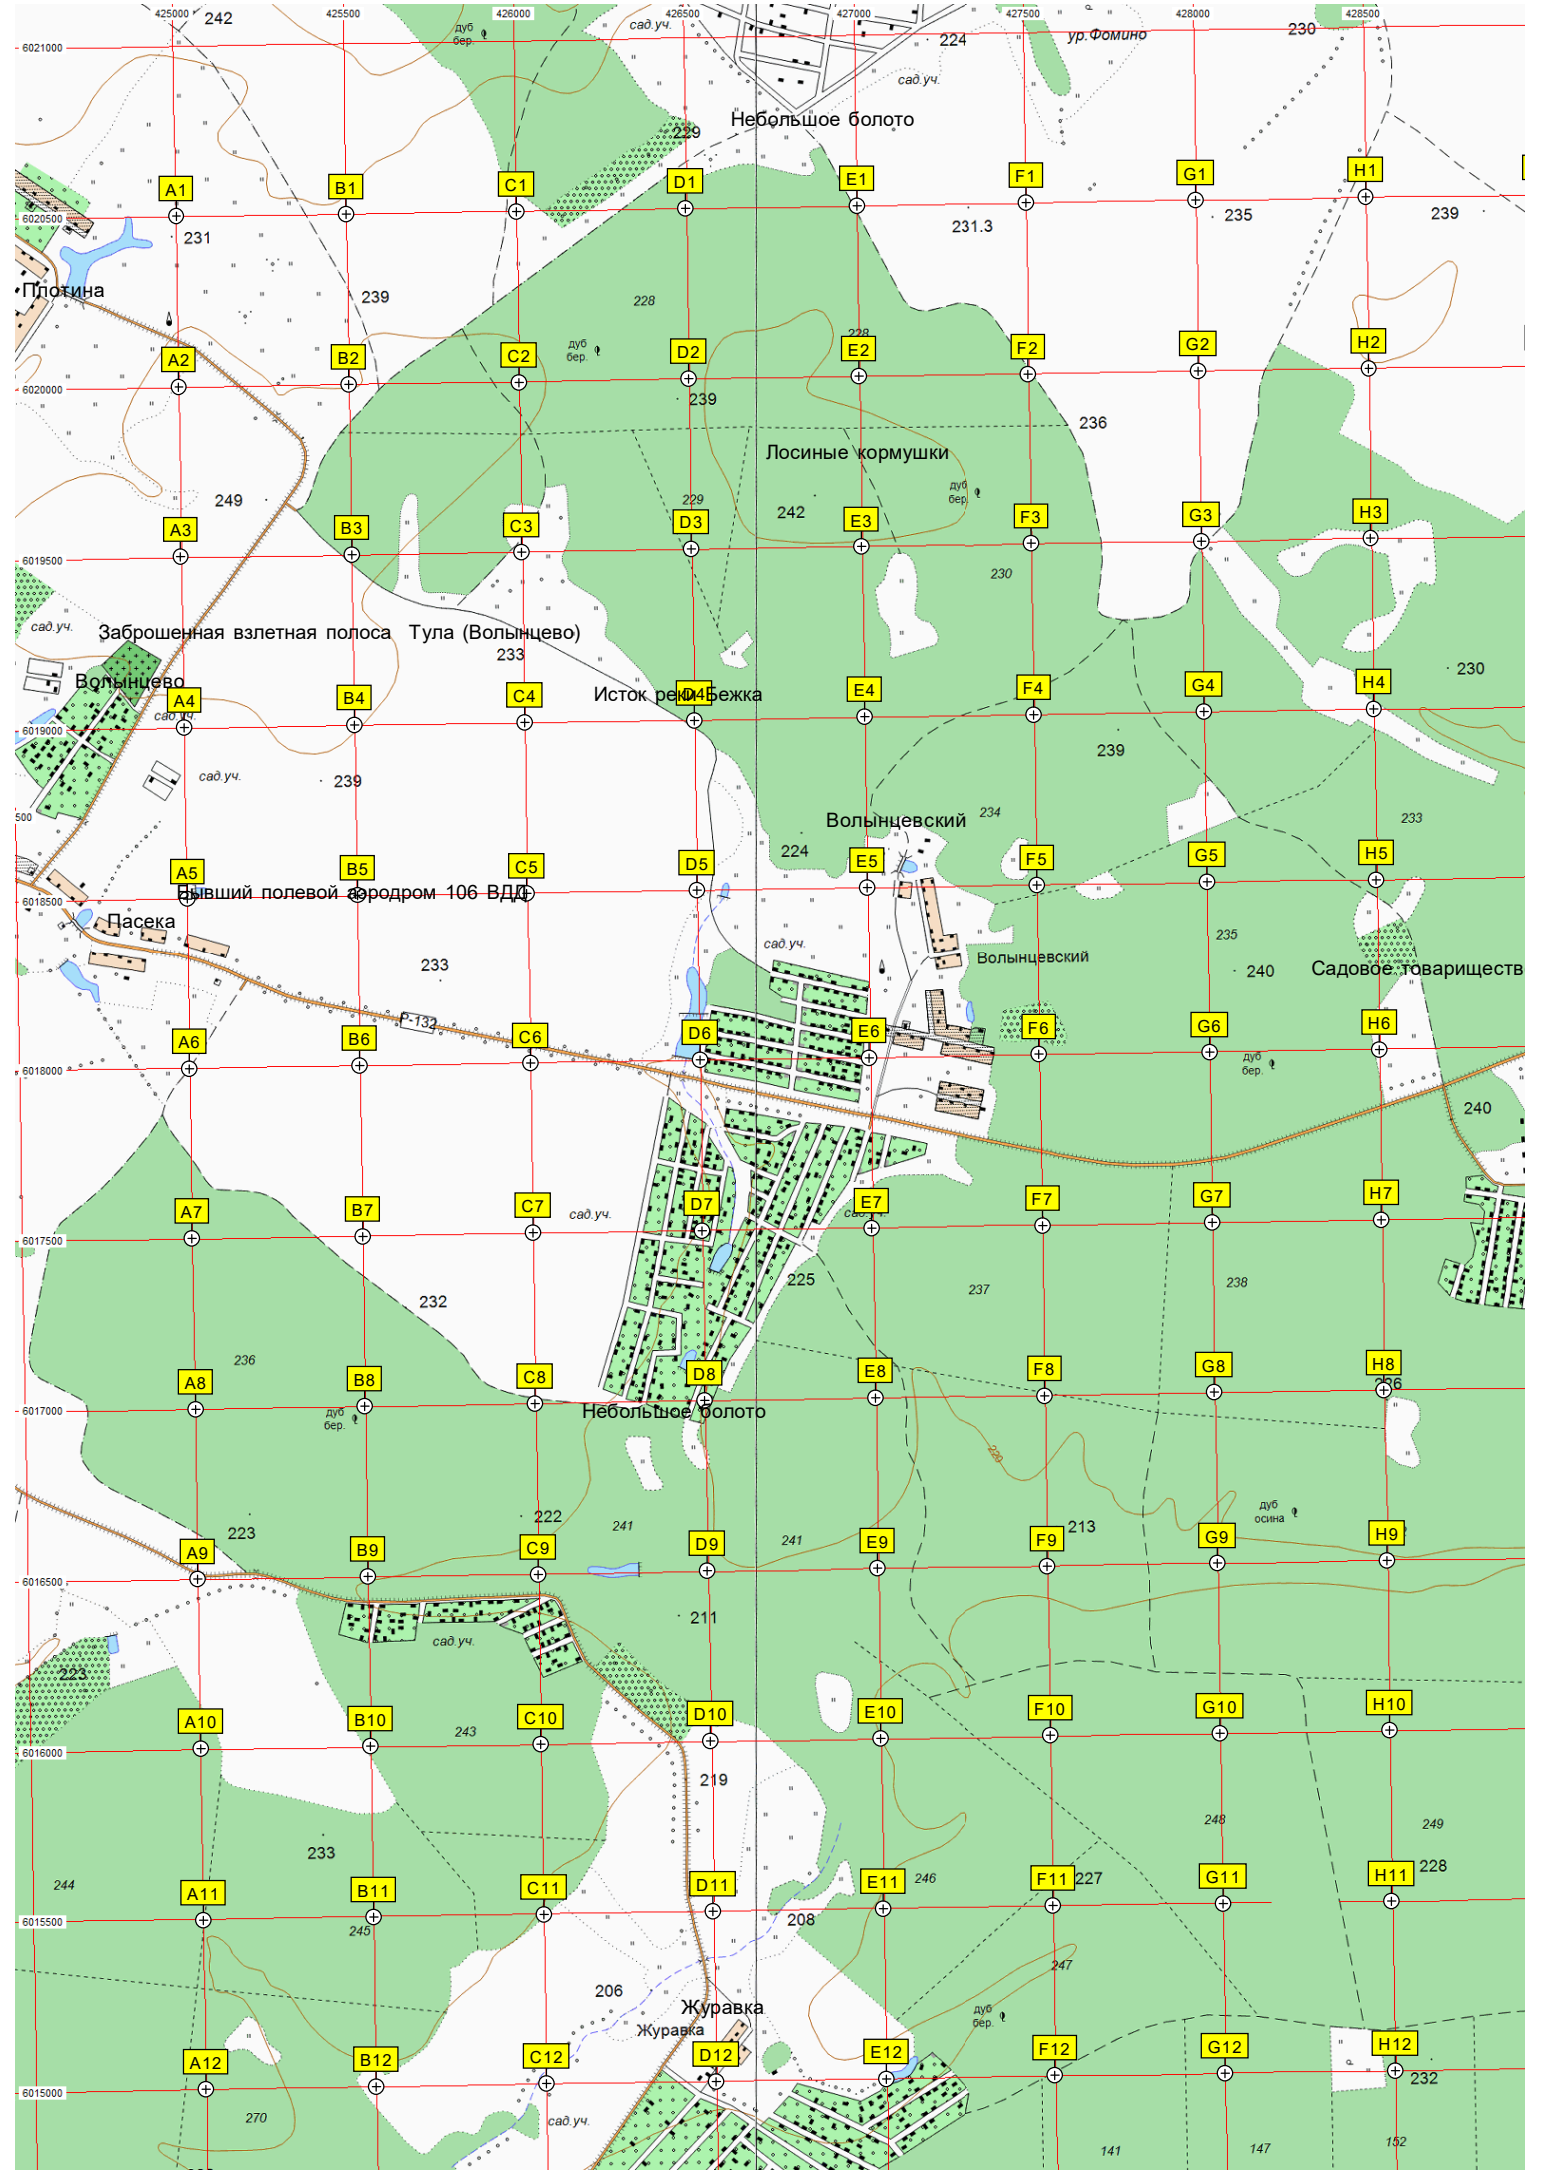 425000 425500 426000 426500 427000 427500 428000 428500
242
дуб
бер.
сад.уч.
224
ур.Фомино
230
6021000
сад.уч.
Небольшое болото
229
A1 B1 C1 D1 E1 F1 G1 H1
6020500
231
231.3
235
239
Плотина
239
228
228
дуб
бер.
A2 B2 C2 D2 E2 F2 G2 H2
6020000
239
236
Лосиные кормушки
249
229
242
дуб
бер.
A3 B3 C3 D3 E3 F3 G3 H3
6019500
230
сад.уч.
Заброшенная взлетная полоса Тула (Волынцево)
233
230
Волынцево
Исток реки Бежка
A4 B4 C4 D4 E4 F4 G4 H4
сад.уч.
6019000
239
сад.уч.
239
500
Волынцевский
234
233
224
A5 B5 C5 D5 E5 F5 G5 H5
Бывший полевой аэродром 106 ВДД
6018500
Пасека
сад.уч.
235
Волынцевский
233
240
Садовое товариществ
P-132
A6 B6 C6 D6 E6 F6 G6 H6
6018000
дуб
бер.
240
A7 B7 C7 D7 E7 F7 G7 H7
сад.уч.
сад.уч.
6017500
225
237
238
232
236
A8 B8 C8 D8 E8 F8 G8 H8
236
6017000
Небольшое болото
дуб
бер.
220
дуб
осина
223
222
241
241
213
A9 B9 C9 D9 E9 F9 G9 H9
6016500
211
сад.уч.
223
A10 B10 C10 D10 E10 F10 G10 H10
243
6016000
219
248
249
233
244
246
227
228
A11 B11 C11 D11 E11 F11 G11 H11
6015500
245
208
247
206
Журавка
Журавка
дуб
бер.
A12 B12 C12 D12 E12 F12 G12 H12
6015000
232
270
сад.уч.
141
147
152